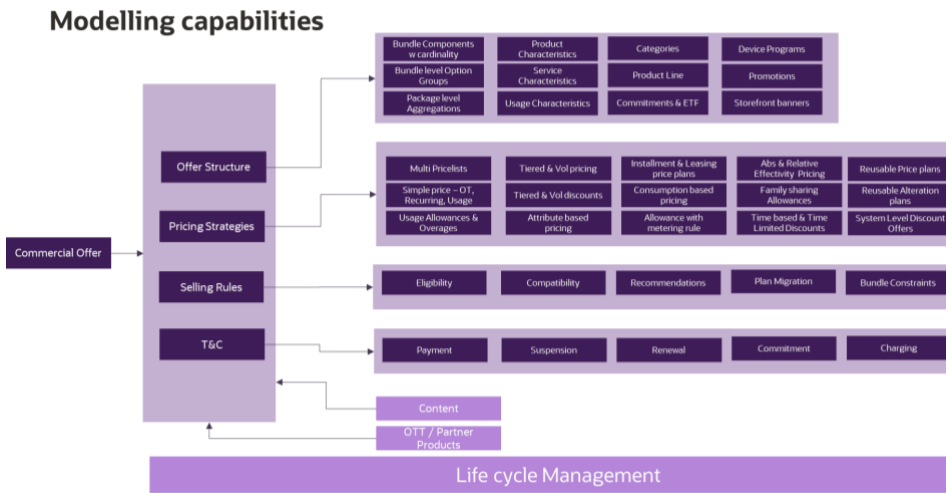 Modelling capabilities
Bundle Components
w cardinality
Product
Characteristics
Categories
Device Programs
Bundle level Option
Groups
Service
Characteristics
Product Line
Promotions
Package level
Aggregations
Usage Characteristics
Commitments & ETF
Storefront banners
Offer Structure
Multi Pricelists
Tiered & Vol pricing
Installment & Leasing
price plans
Abs & Relative
Effectivity Pricing
Reusable Price plans
Simple price – OT,
Recurring, Usage
Tiered & Vol discounts
Consumption based
pricing
Family sharing
Allowances
Reusable Alteration
plans
Usage Allowances &
Overages
Attribute based
pricing
Allowance with
metering rule
Time based & Time
Limited Discounts
System Level Discount
Offers
Pricing Strategies
Commercial Offer
Selling Rules
Eligibility
Compatibility
Recommendations
Plan Migration
Bundle Constraints
T&C
Payment
Suspension
Renewal
Commitment
Charging
Content
OTT / Partner
Products
Life cycle Management